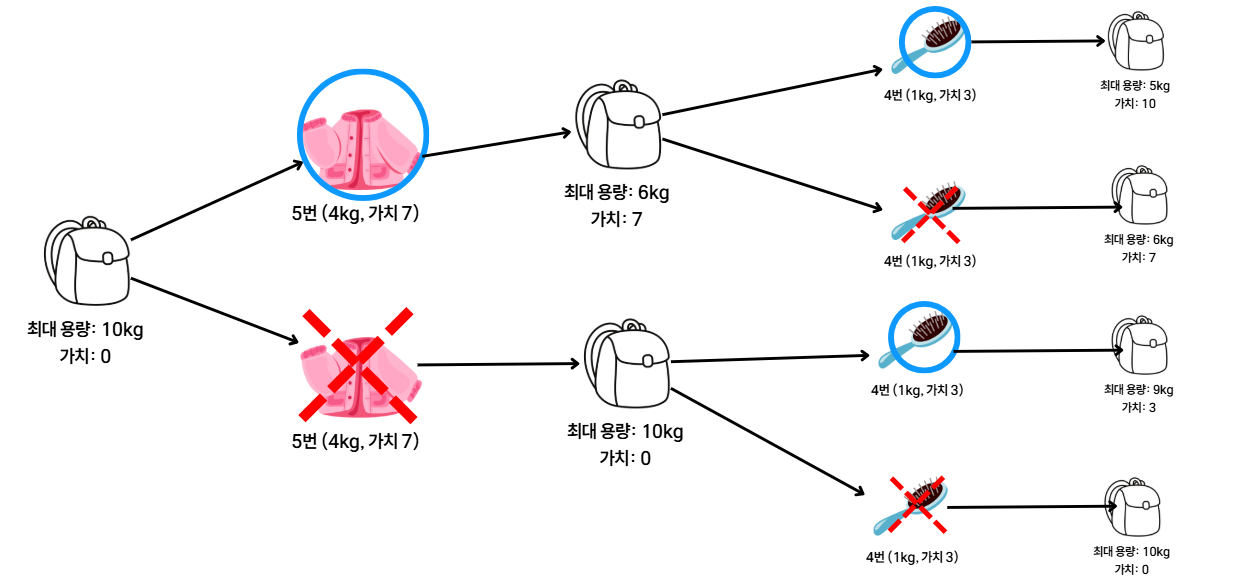 최대 용량: 10kg
가치: 0
5번 (4kg, 가치 7)
최대 용량: 6kg
가치: 7
4번 (1kg, 가치 3)
최대 용량: 5kg
가치: 10
4번 (1kg, 가치 3)
최대 용량: 6kg
가치: 7
5번 (4kg, 가치 7)
최대 용량: 10kg
가치: 0
4번 (1kg, 가치 3)
최대 용량: 9kg
가치: 3
4번 (1kg, 가치 3)
최대 용량: 10kg
가치: 0